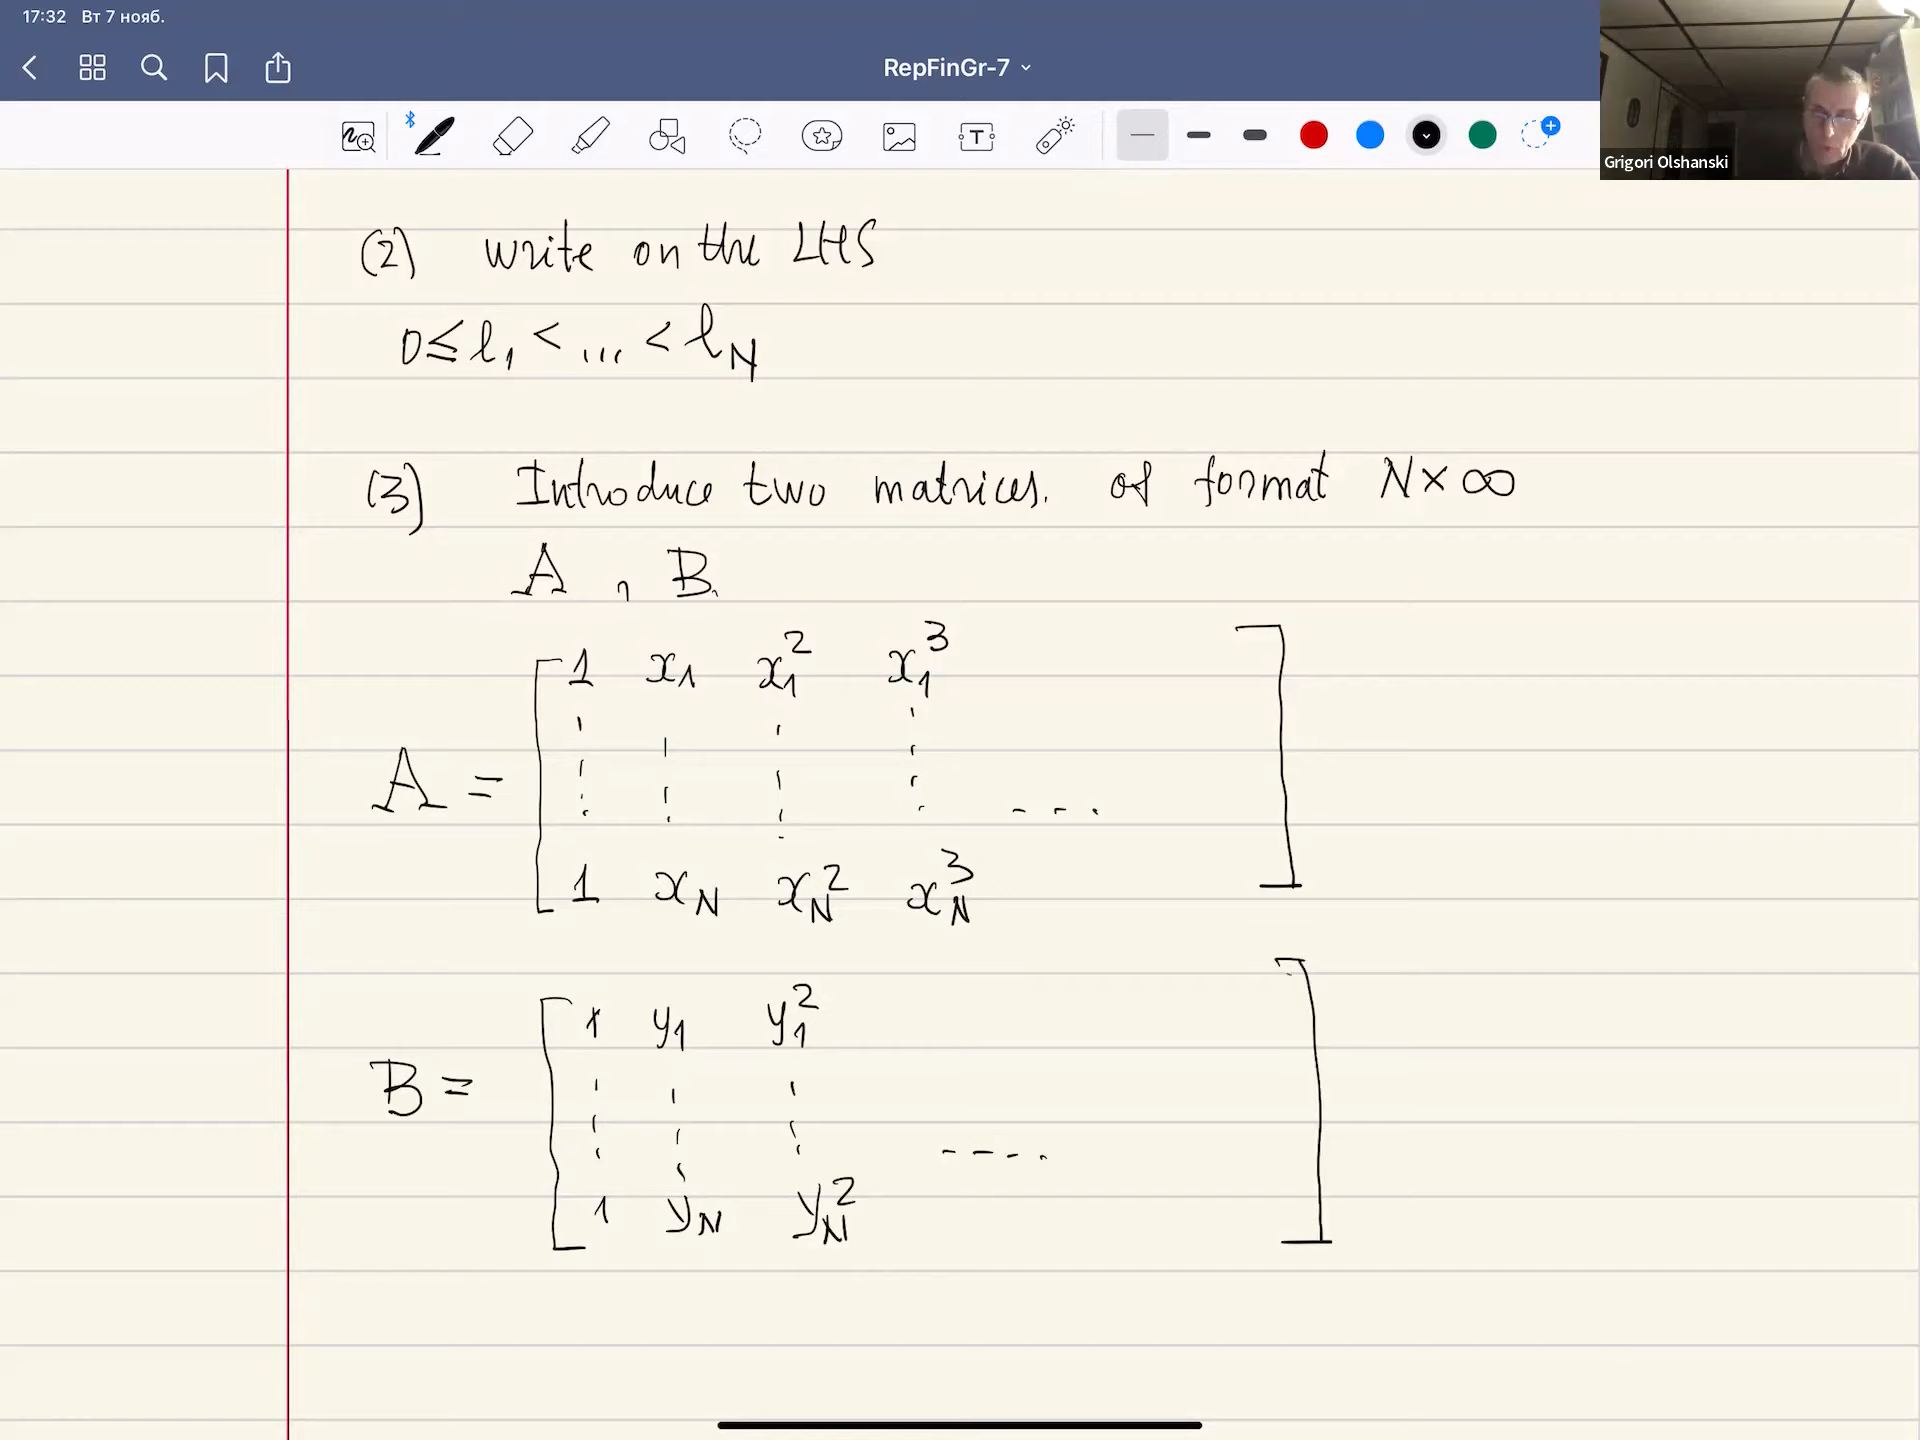 17:32 Вт 7 нояб.
RepFinGr-7
Grigori Olshanski
(2) write on the LHS
0 ≤ l₁ < ... < l_N
(3) Introduce two matrices. of format N × ∞
A , B.
1 x₁ x₁² x₁³
A = ...
1 x_N x_N² x_N³
1 y₁ y₁²
B = ....
1 y_N y_N²